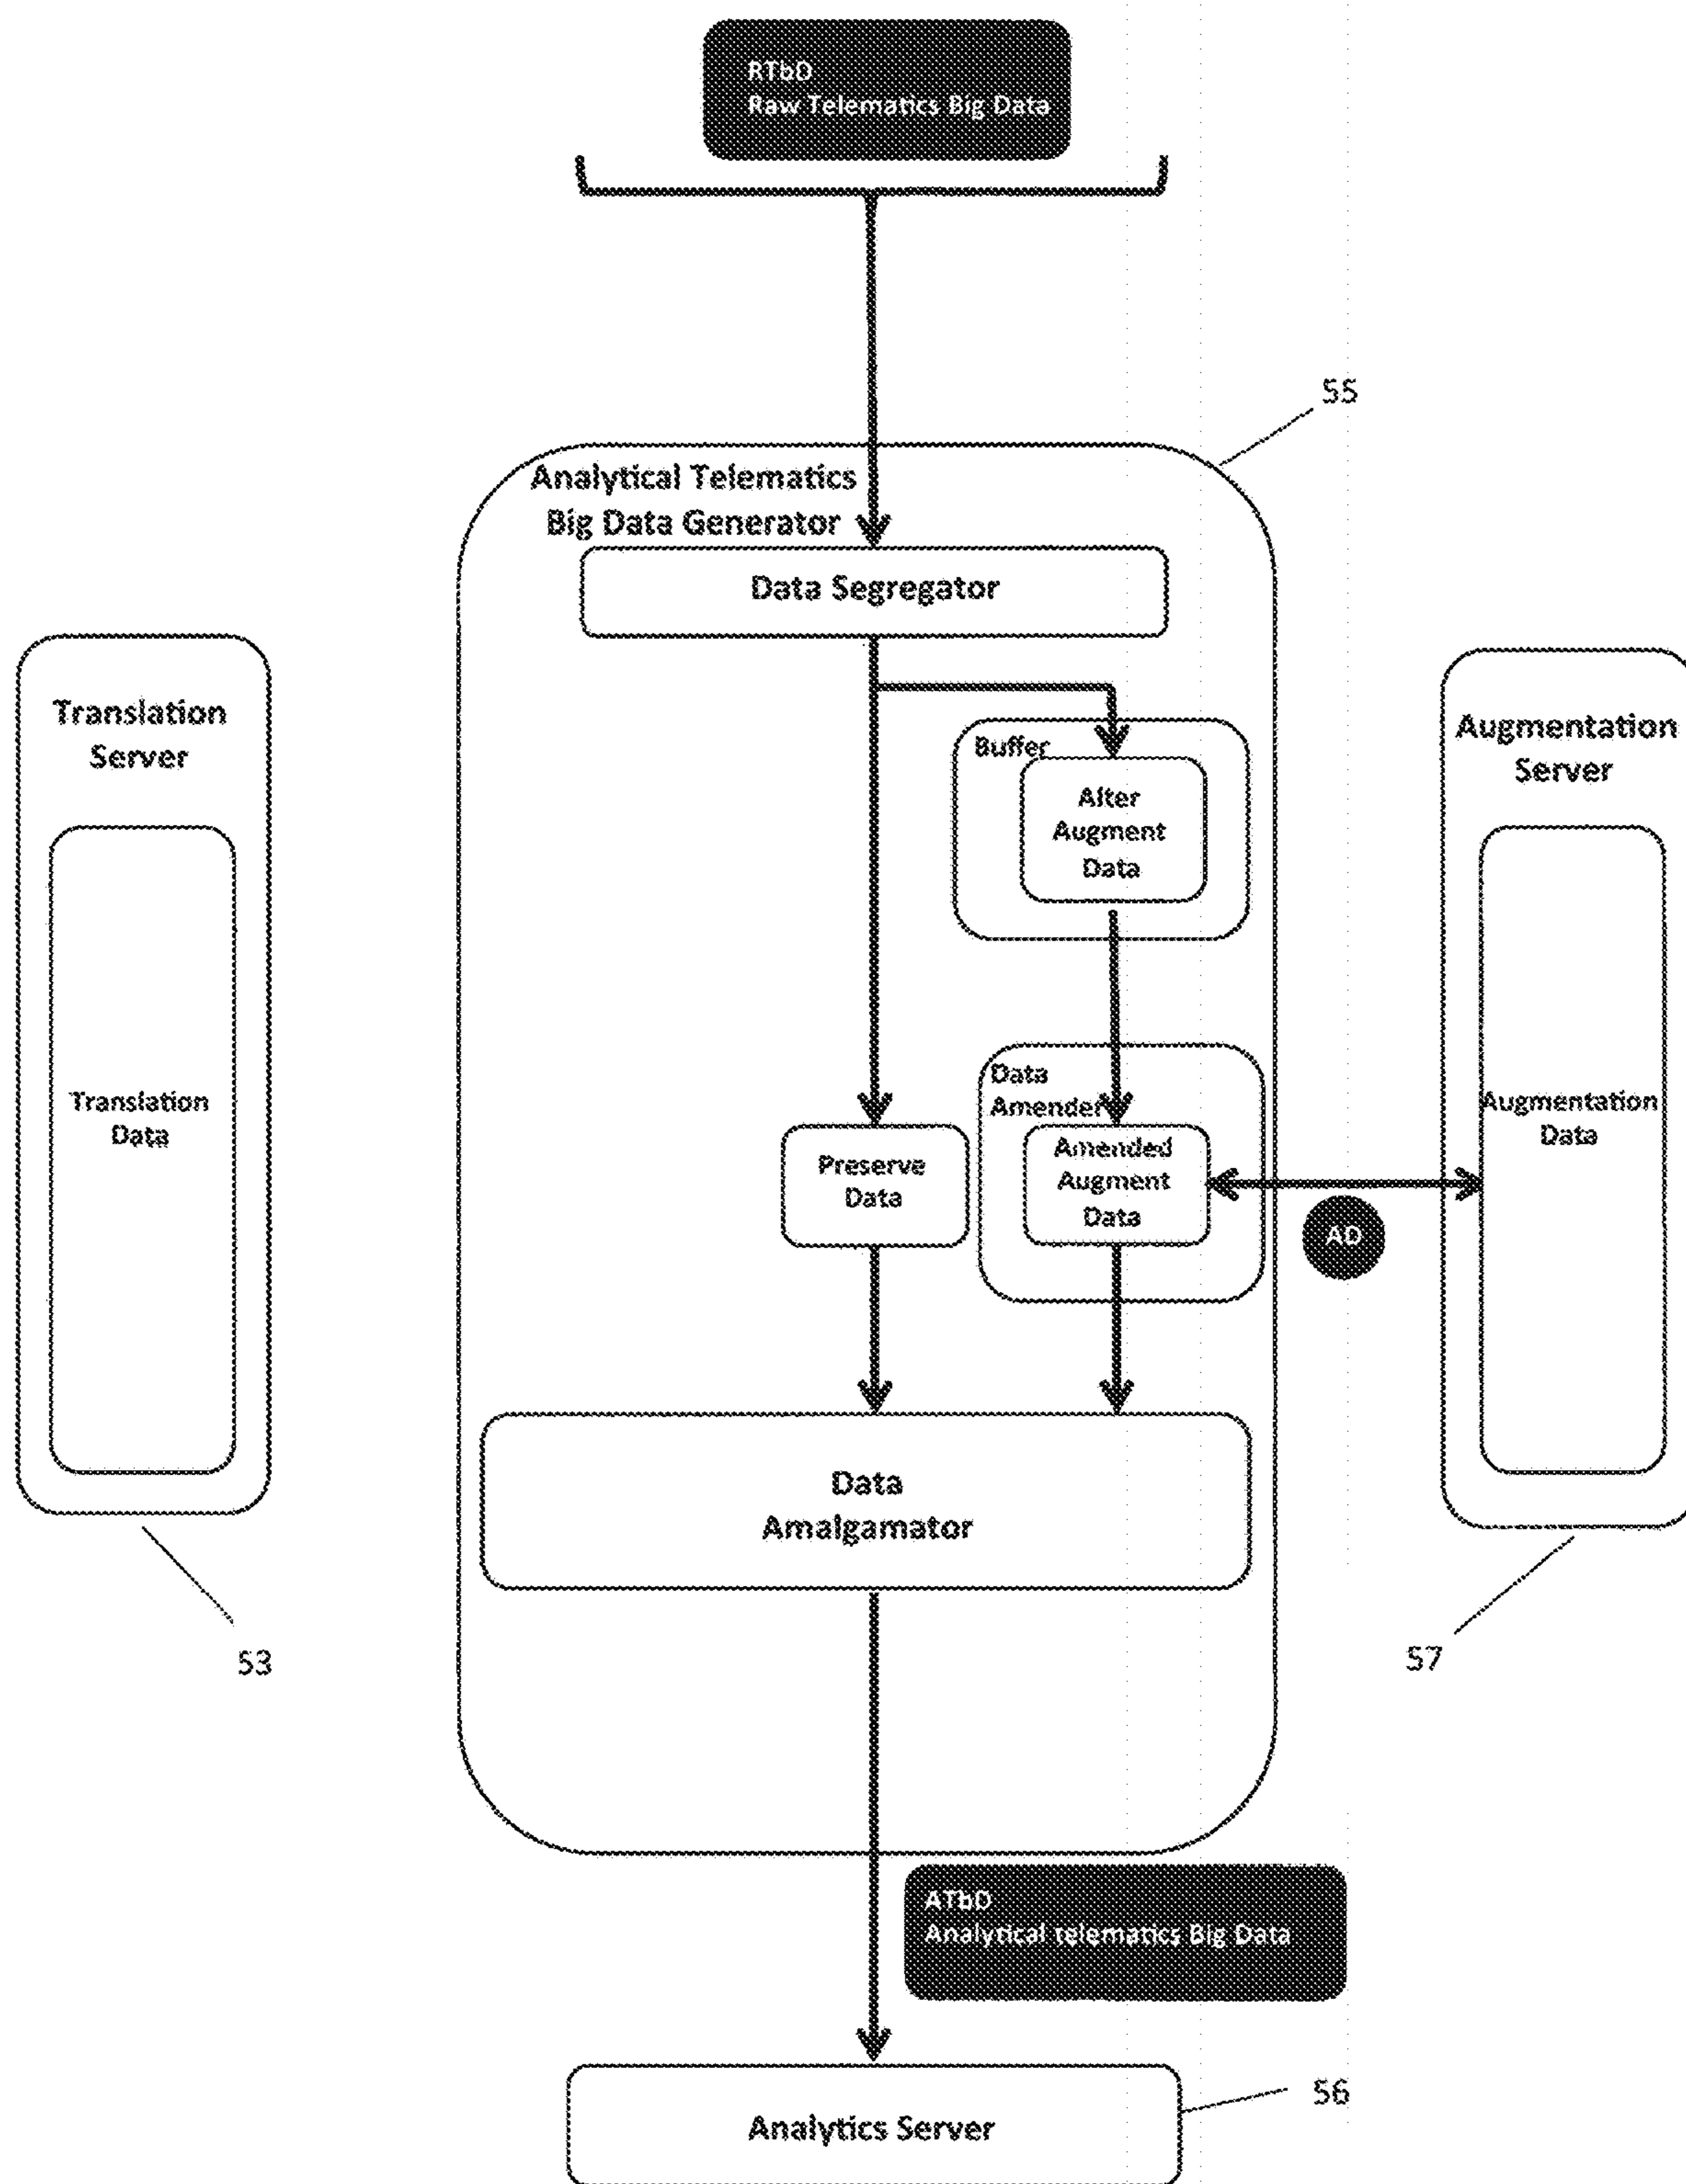 RTbD
Raw Telematics Big Data
55
Analytical Telematics
Big Data Generator
Data Segregator
Translation
Server
Buffer
Augmentation
Server
Alter
Augment
Data
Data
Amender
Translation
Data
Augmentation
Data
Preserve
Data
Amended
Augment
Data
AD
Data
Amalgamator
53
57
ATbD
Analytical telematics Big Data
56
Analytics Server